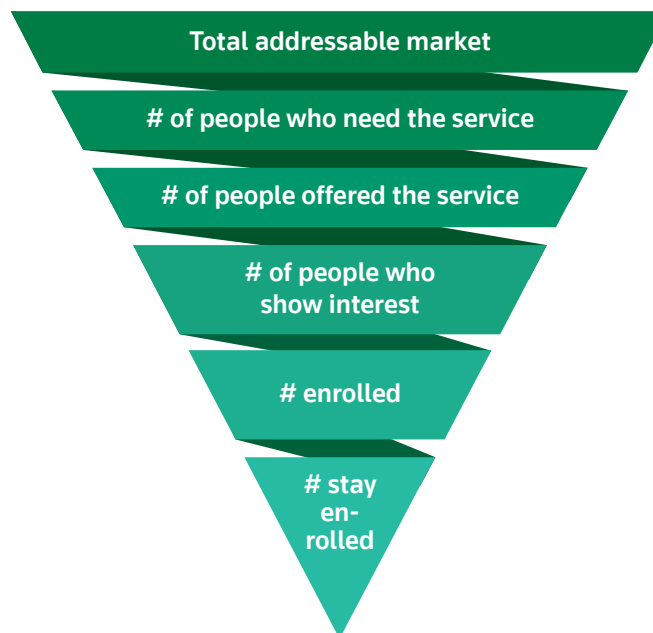 Total addressable market
# of people who need the service
# of people offered the service
# of people who
show interest
# enrolled
# stay
en-
rolled